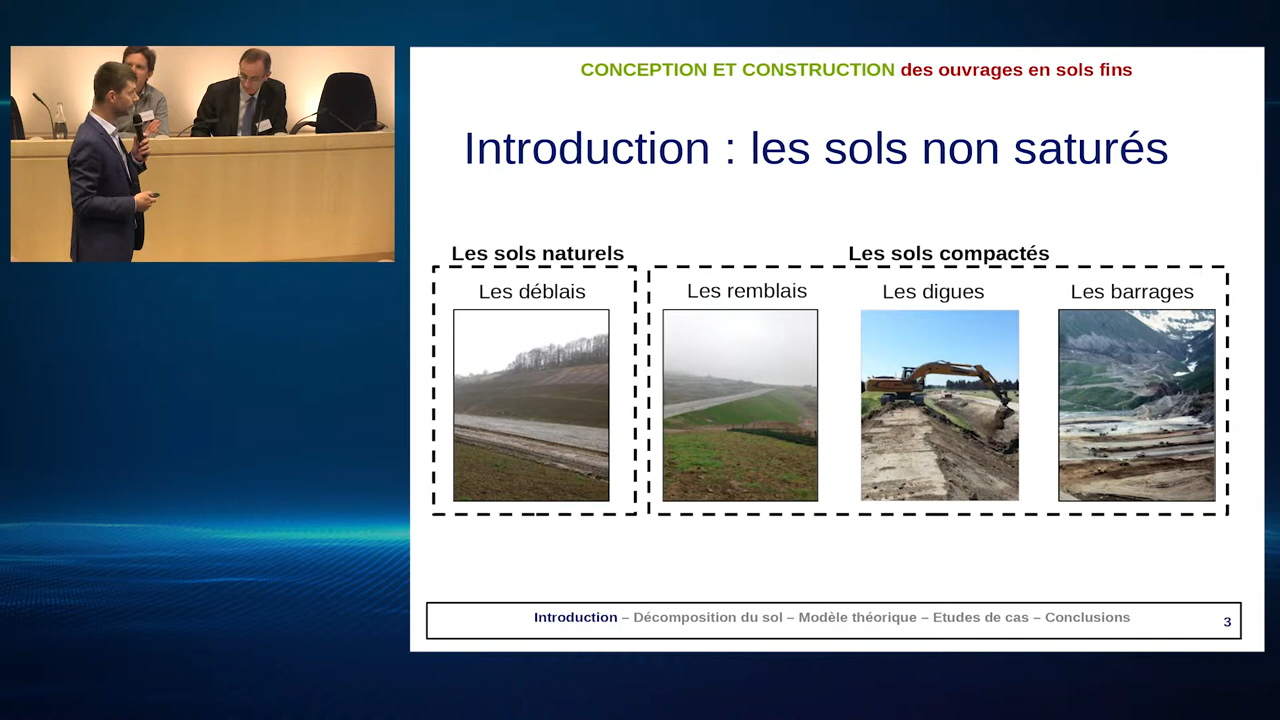 CONCEPTION ET CONSTRUCTION des ouvrages en sols fins
Introduction : les sols non saturés
Les sols naturels
Les sols compactés
Les déblais
Les remblais
Les digues
Les barrages
Introduction – Décomposition du sol – Modèle théorique – Etudes de cas – Conclusions
3